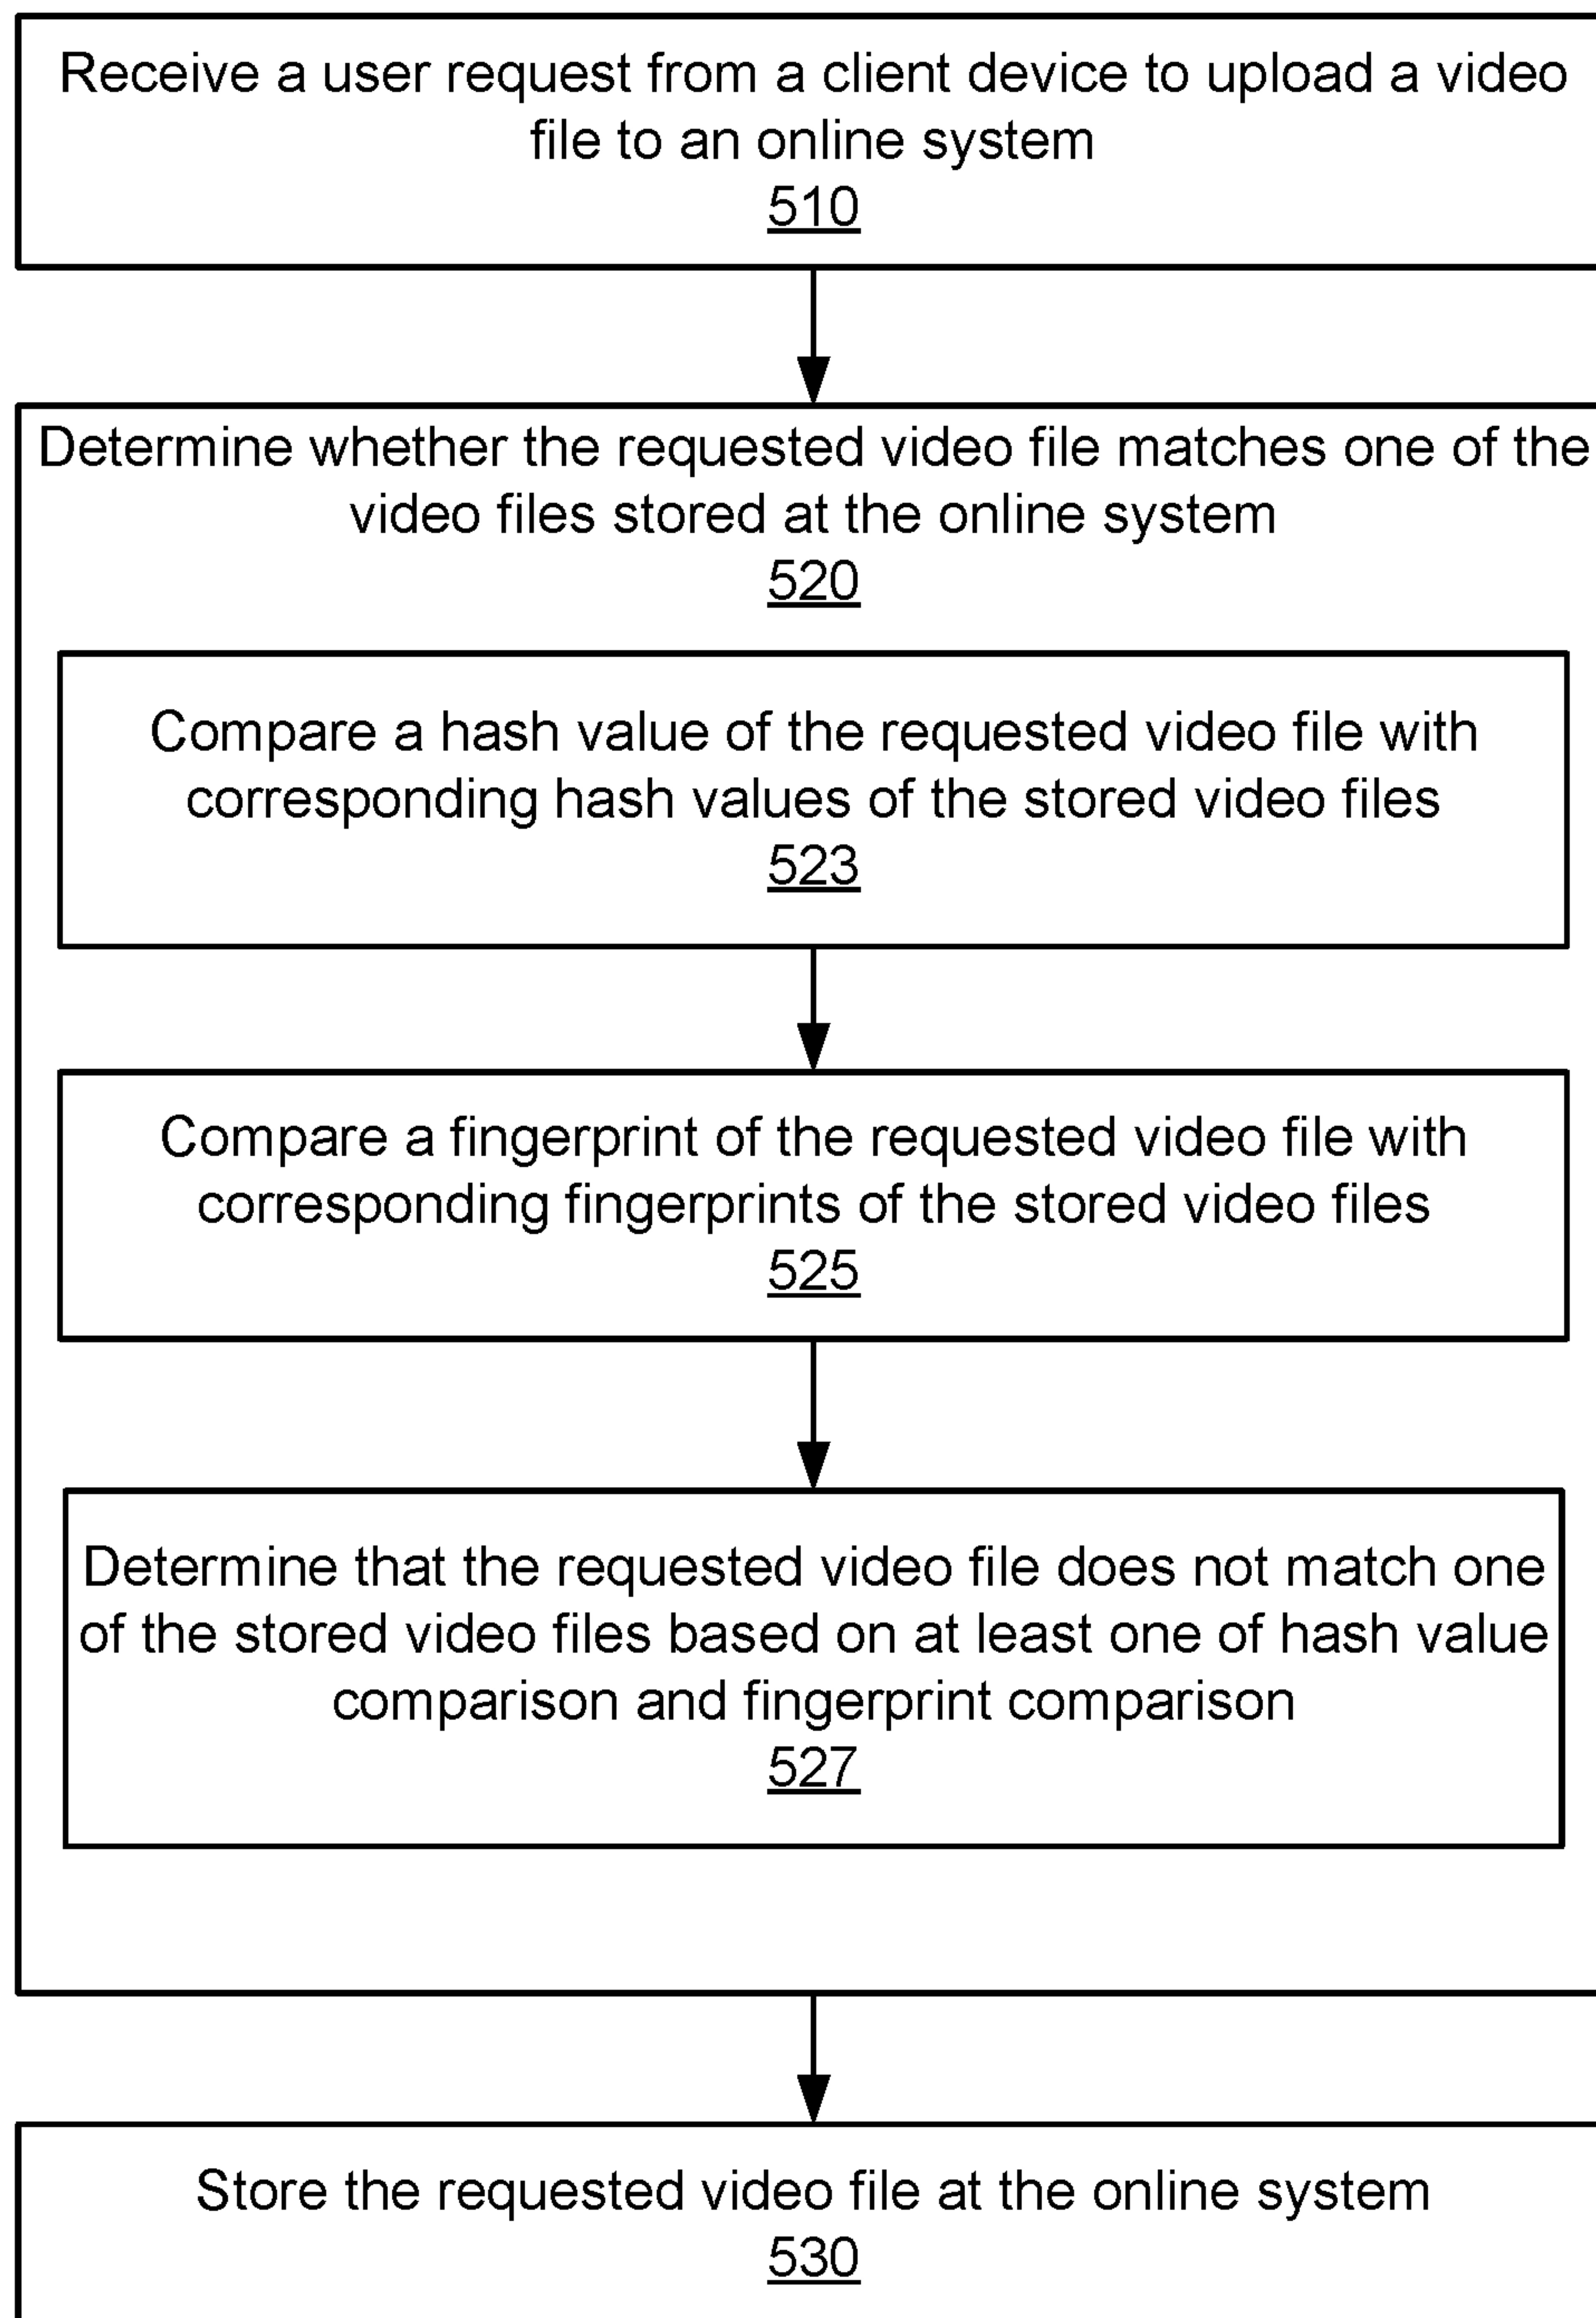 Receive a user request from a client device to upload a video
file to an online system
510
Determine whether the requested video file matches one of the
video files stored at the online system
520
Compare a hash value of the requested video file with
corresponding hash values of the stored video files
523
Compare a fingerprint of the requested video file with
corresponding fingerprints of the stored video files
525
Determine that the requested video file does not match one
of the stored video files based on at least one of hash value
comparison and fingerprint comparison
527
Store the requested video file at the online system
530